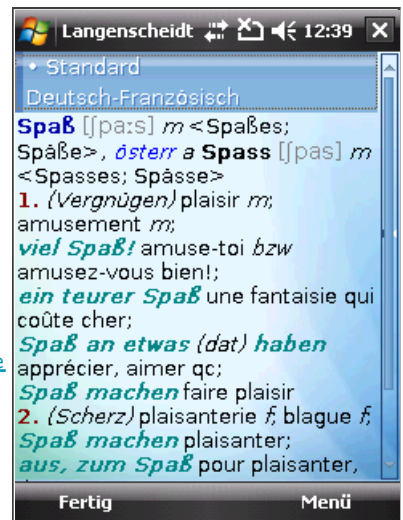 Langenscheidt 12:39
• Standard
Deutsch-Französisch
Spaß [ʃpaːs] m <Spaßes;
Späße>, österr a Spass [ʃpas] m
<Spasses; Spässe>
1. (Vergnügen) plaisir m;
amusement m;
viel Spaß! amuse-toi bzw
amusez-vous bien!;
ein teurer Spaß une fantaisie qui
coûte cher;
Spaß an etwas (dat) haben
apprécier, aimer qc;
Spaß machen faire plaisir
2. (Scherz) plaisanterie f, blague f;
Spaß machen plaisanter;
aus, zum Spaß pour plaisanter,
Fertig Menü